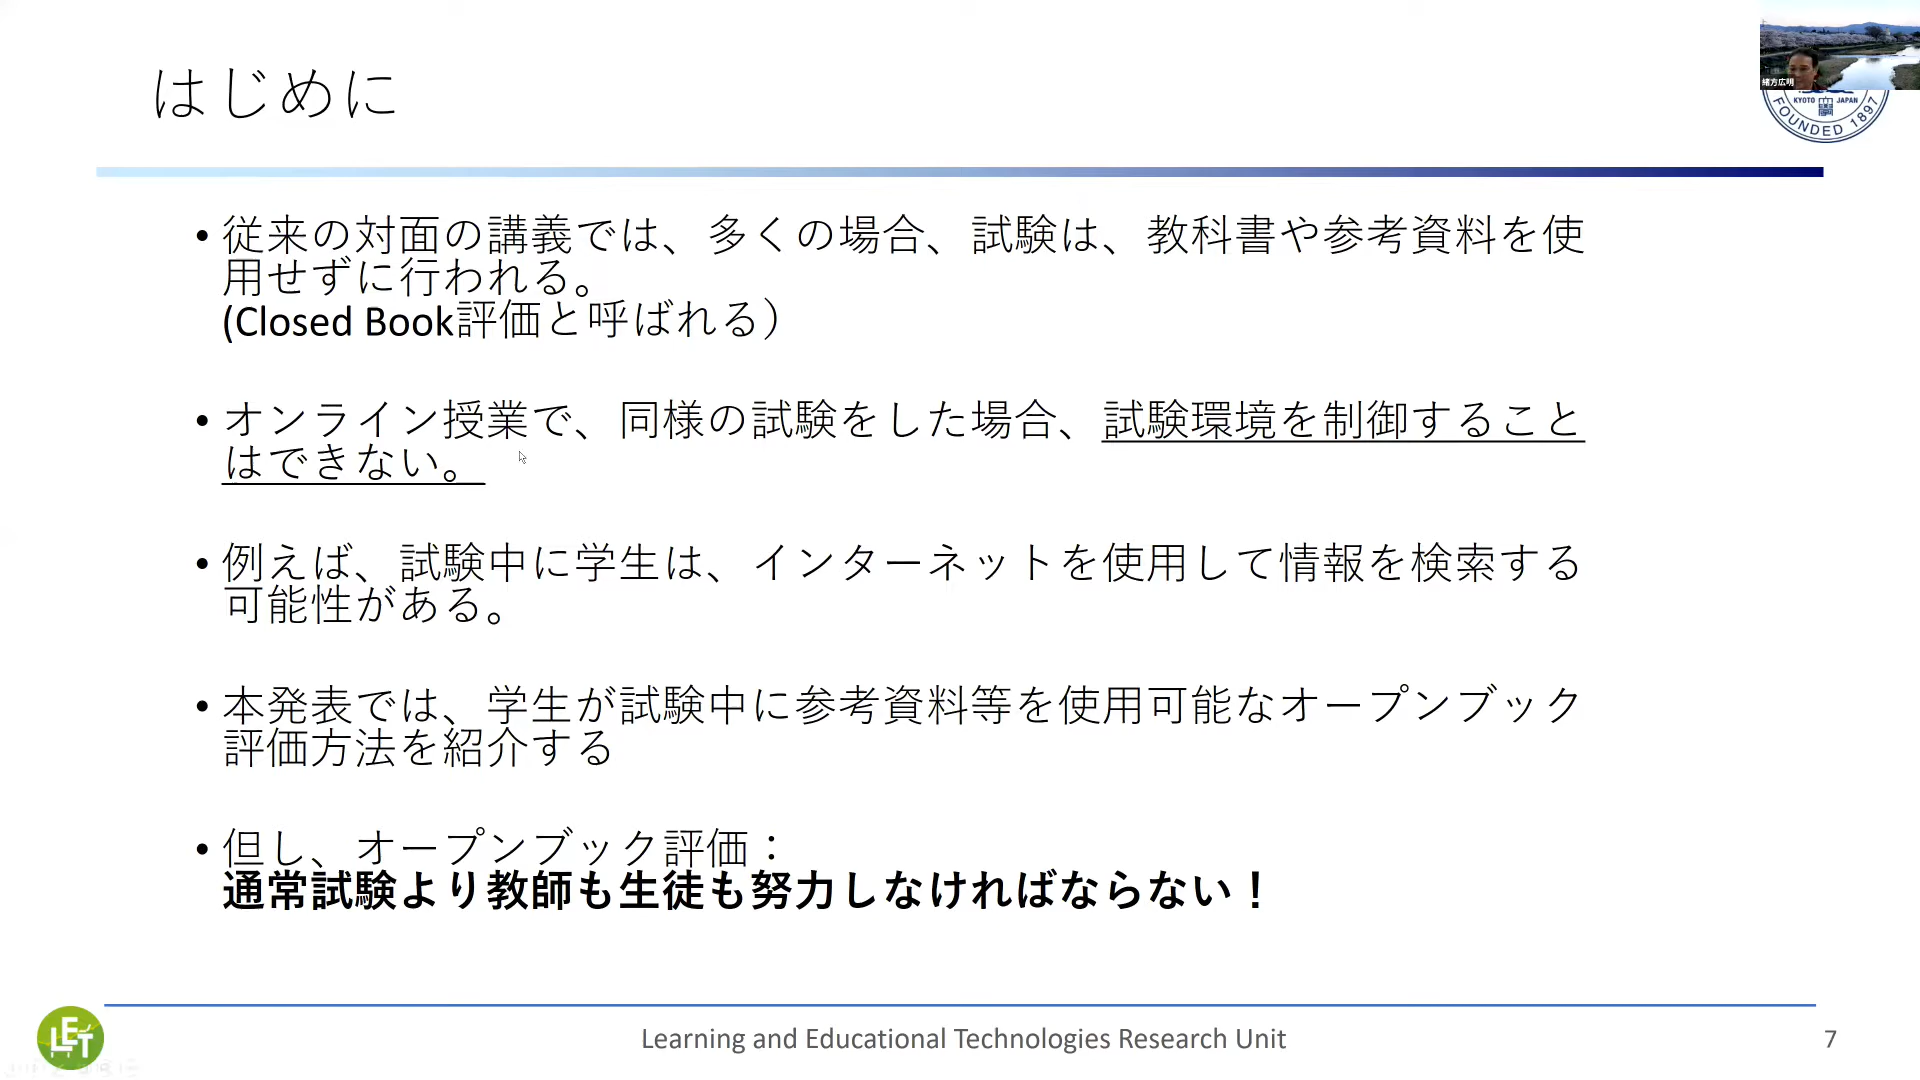 はじめに
緒方広明
KYOTO JAPAN
FOUNDED 1897
• 従来の対面の講義では、多くの場合、試験は、教科書や参考資料を使
用せずに行われる。
(Closed Book評価と呼ばれる）
• オンライン授業で、同様の試験をした場合、試験環境を制御すること
はできない。
• 例えば、試験中に学生は、インターネットを使用して情報を検索する
可能性がある。
• 本発表では、学生が試験中に参考資料等を使用可能なオープンブック
評価方法を紹介する
• 但し、オープンブック評価：
通常試験より教師も生徒も努力しなければならない！
LET
Learning and Educational Technologies Research Unit
7